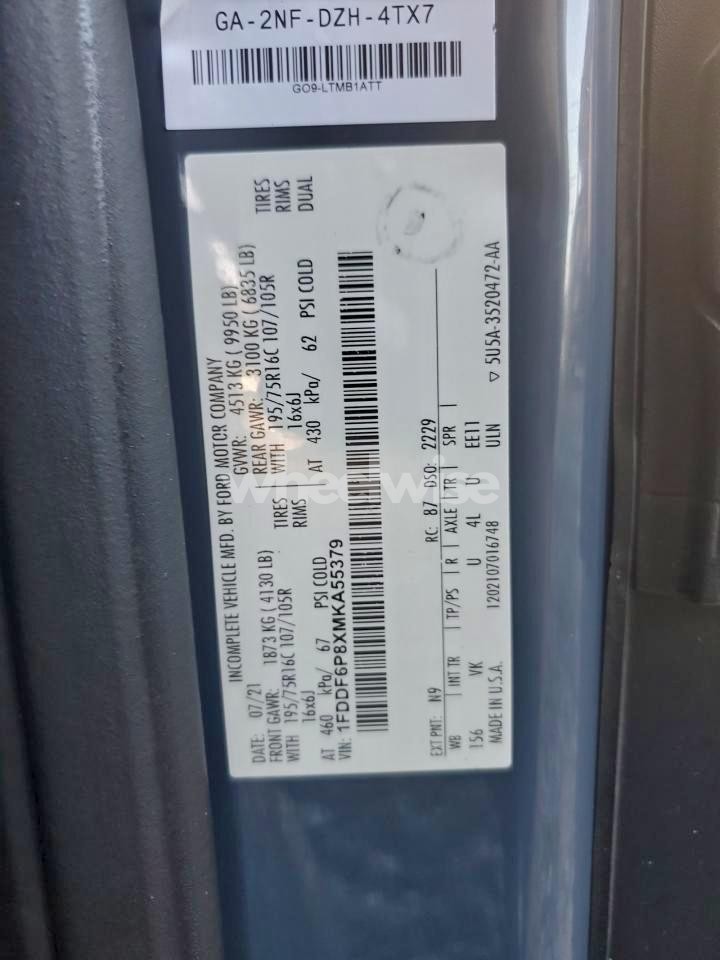 GA-2NF-DZH-4TX7
GO9-LTMB1ATT
INCOMPLETE VEHICLE MFD. BY FORD MOTOR COMPANY
DATE: 07/21 GVWR: 4513 KG ( 9950 LB)
FRONT GAWR: 1873 KG ( 4130 LB) REAR GAWR: 3100 KG ( 6835 LB)
WITH 195/75R16C 107/105R TIRES WITH 195/75R16C 107/105R TIRES
16x6J RIMS 16x6J RIMS
AT 460 kPa/ 67 PSI COLD AT 430 kPa/ 62 PSI COLD DUAL
VIN: 1FDDF6P8XMKA55379
EXT PNT: N9 RC: 87 DSO: 2229
WB INT TR TP/PS R AXLE TR SPR
156 VK U 4L U EE11
MADE IN U.S.A. 1202107016748 ULN
▽ 5U5A-3520472-AA
wheelwise